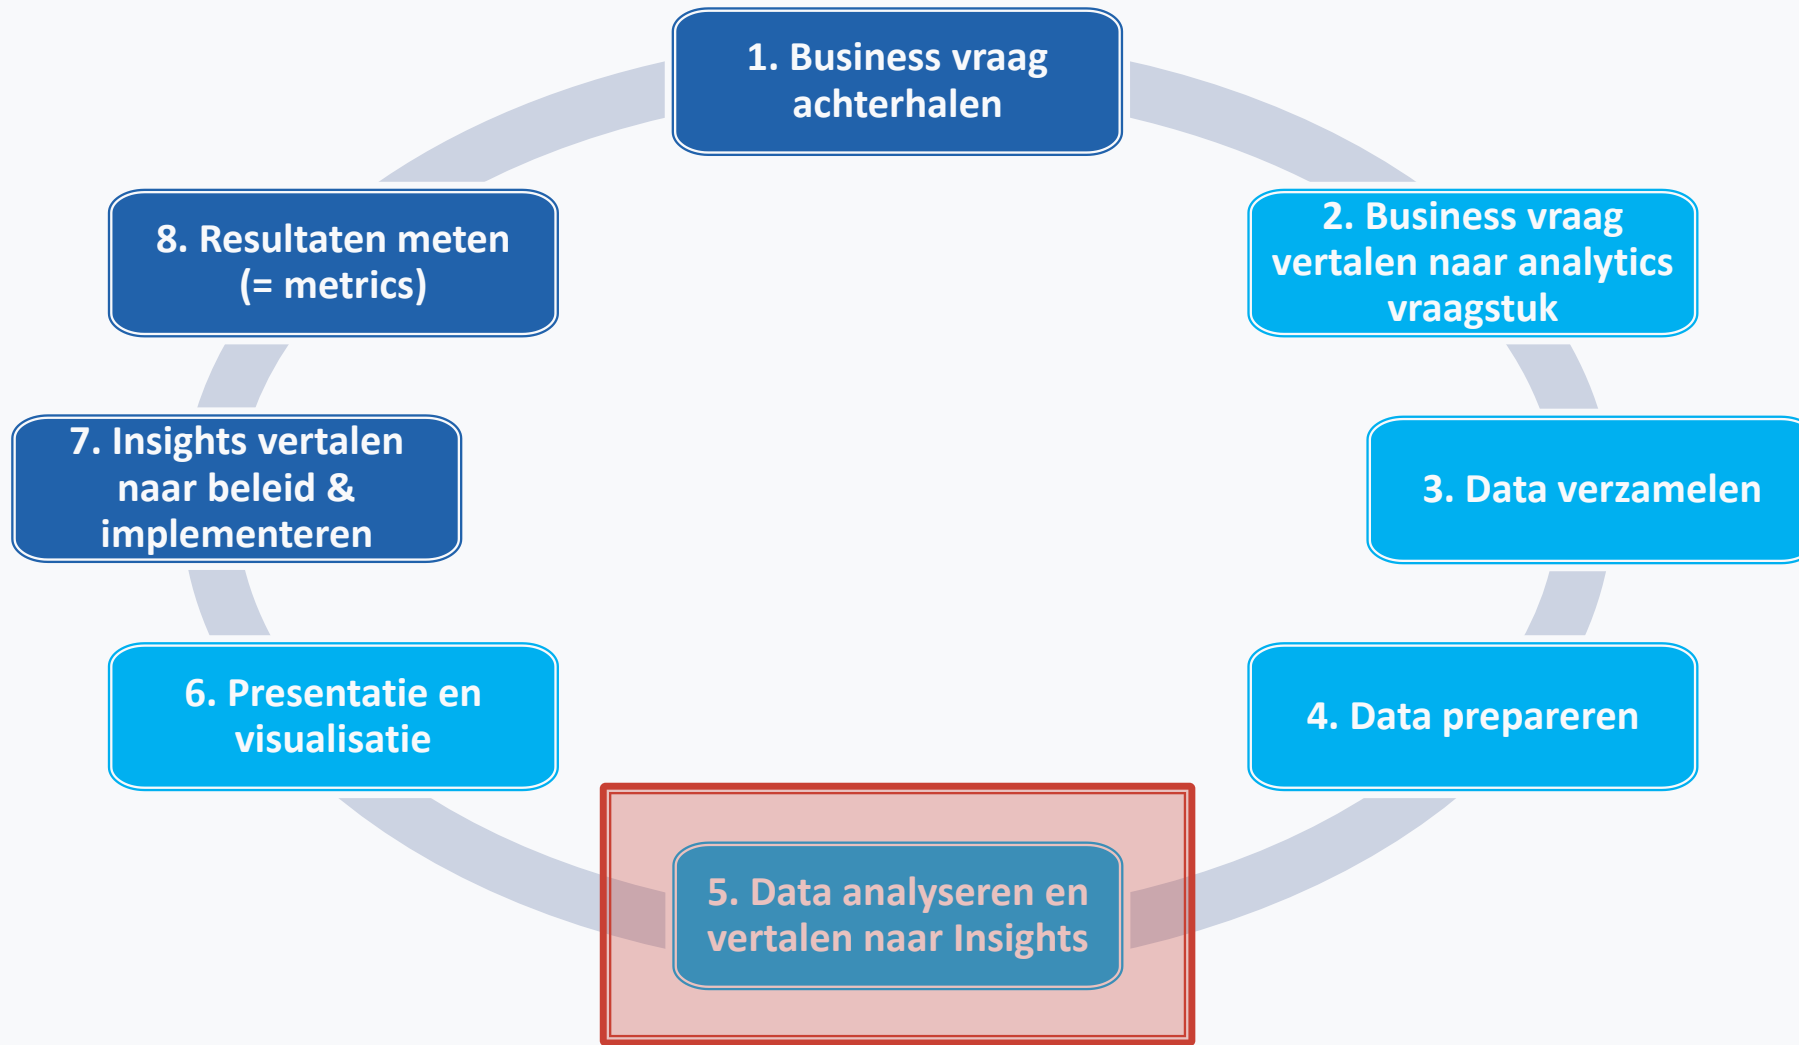 1. Business vraag
achterhalen
2. Business vraag
vertalen naar analytics
vraagstuk
3. Data verzamelen
4. Data prepareren
5. Data analyseren en
vertalen naar Insights
6. Presentatie en
visualisatie
7. Insights vertalen
naar beleid &
implementeren
8. Resultaten meten
(= metrics)